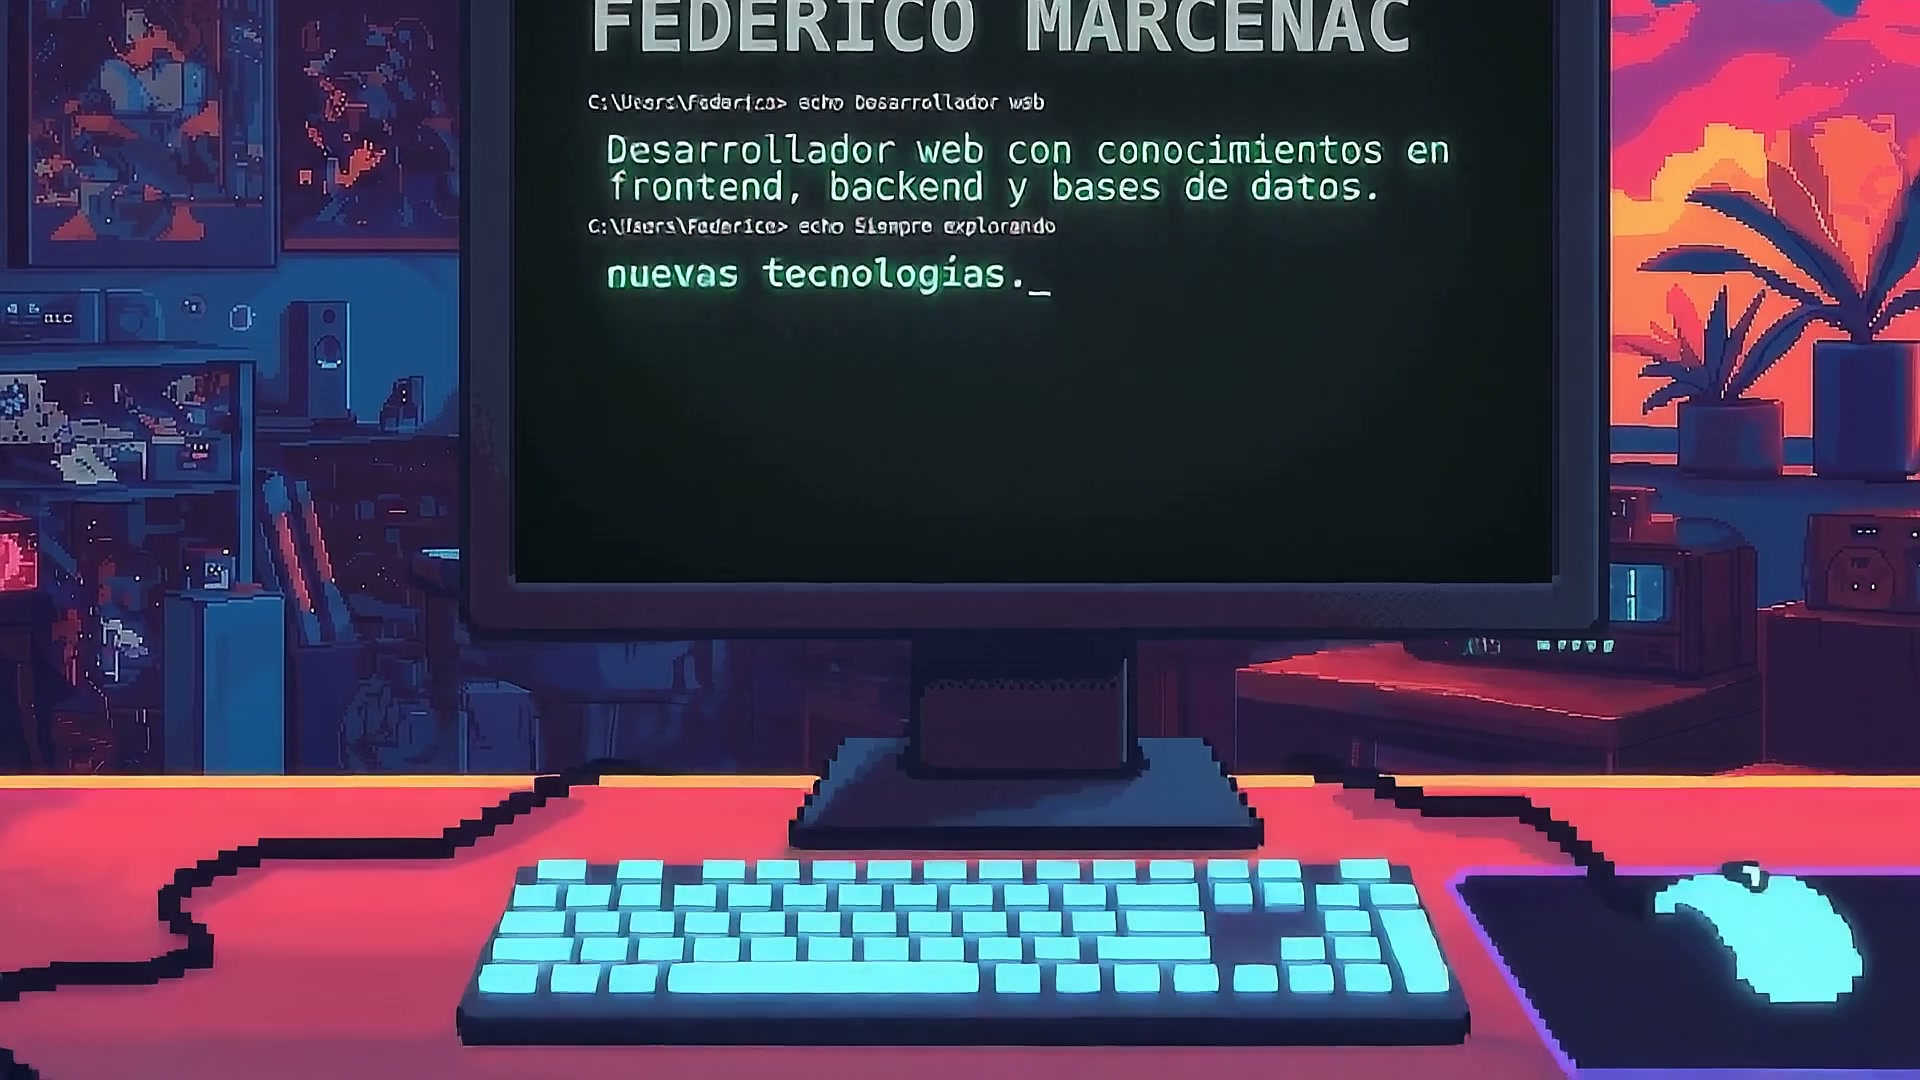 FEDERICO MARCENAC
C:\Users\Federico> echo Desarrollador web
Desarrollador web con conocimientos en
frontend, backend y bases de datos.
C:\Users\Federico> echo Siempre explorando
nuevas tecnologías._